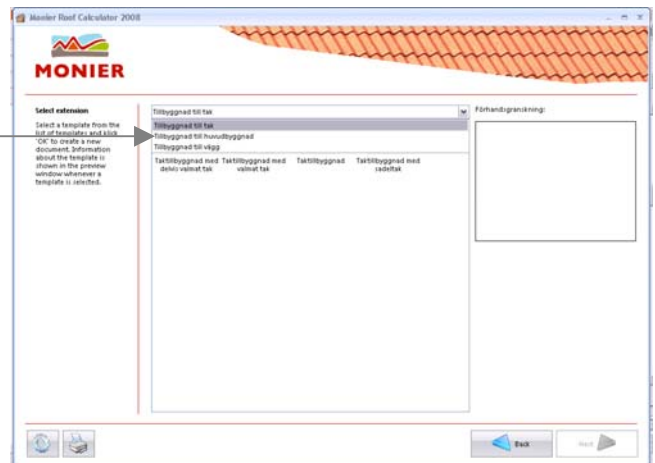 Monier Roof Calculator 2008
MONIER
Select extension
Select a template from the
list of templates and klick
'OK' to create a new
document. Information
about the template is
shown in the preview
window whenever a
template is selected.
Tillbyggnad till tak
Tillbyggnad till tak
Tillbyggnad till huvudbyggnad
Tillbyggnad till vägg
Taktillbyggnad med
delvis valmat tak
Taktillbyggnad med
valmat tak
Taktillbyggnad
Taktillbyggnad med
sadeltak
Förhandsgranskning:
Back
Next